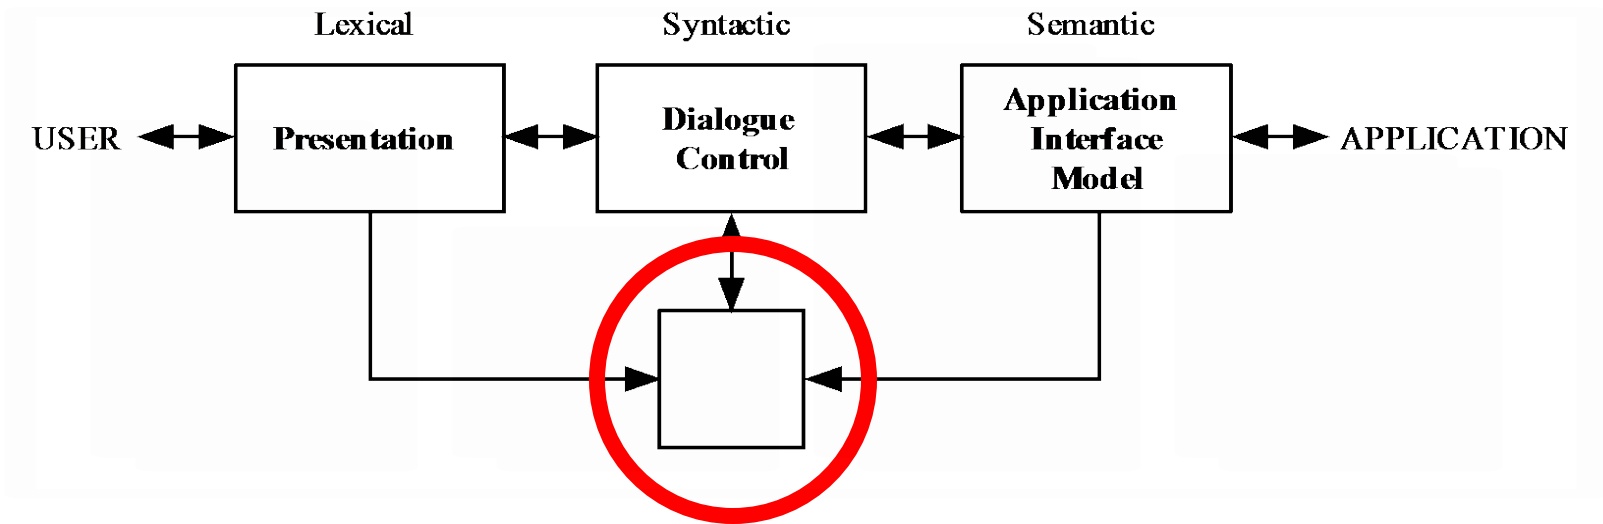 Lexical
Syntactic
Semantic
USER
Presentation
Dialogue
Control
Application
Interface
Model
APPLICATION